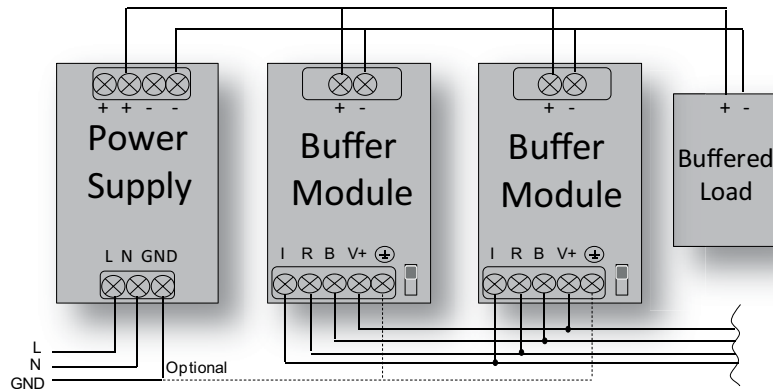 + + - -
Power
Supply
L N GND
+ -
Buffer
Module
I R B V+
+ -
Buffer
Module
I R B V+
+ -
Buffered
Load
L
N
GND
Optional